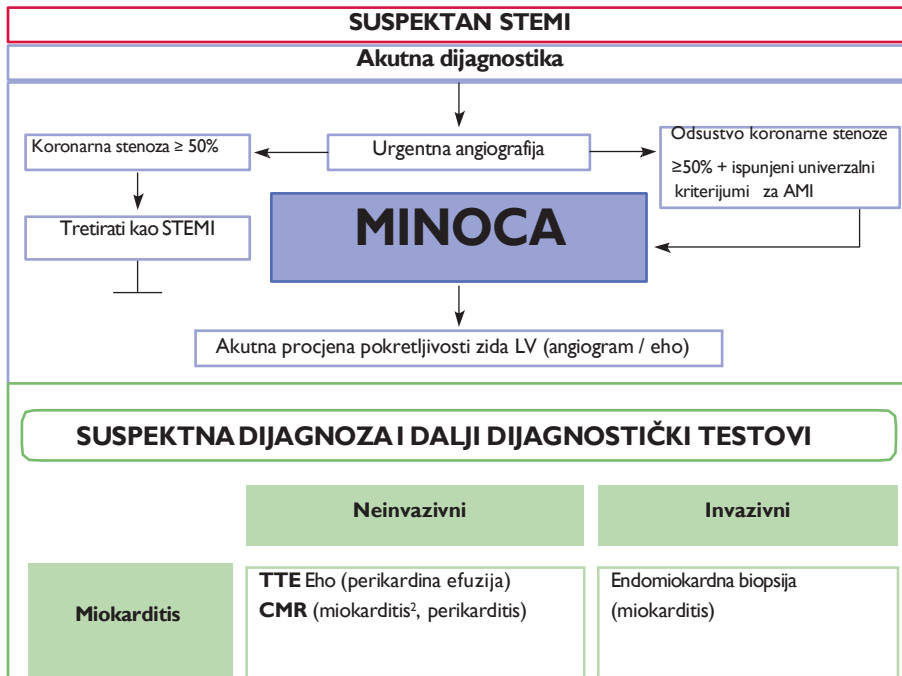 SUSPEKTAN STEMI
Akutna dijagnostika
Koronarna stenoza ≥ 50%
Urgentna angiografija
Odsustvo koronarne stenoze
≥50% + ispunjeni univerzalni
kriterijumi za AMI
Tretirati kao STEMI
MINOCA
Akutna procjena pokretljivosti zida LV (angiogram / eho)
SUSPEKTNA DIJAGNOZA I DALJI DIJAGNOSTIČKI TESTOVI
Neinvazivni
Invazivni
Miokarditis
TTE Eho (perikardina efuzija)
CMR (miokarditis², perikarditis)
Endomiokardna biopsija
(miokarditis)